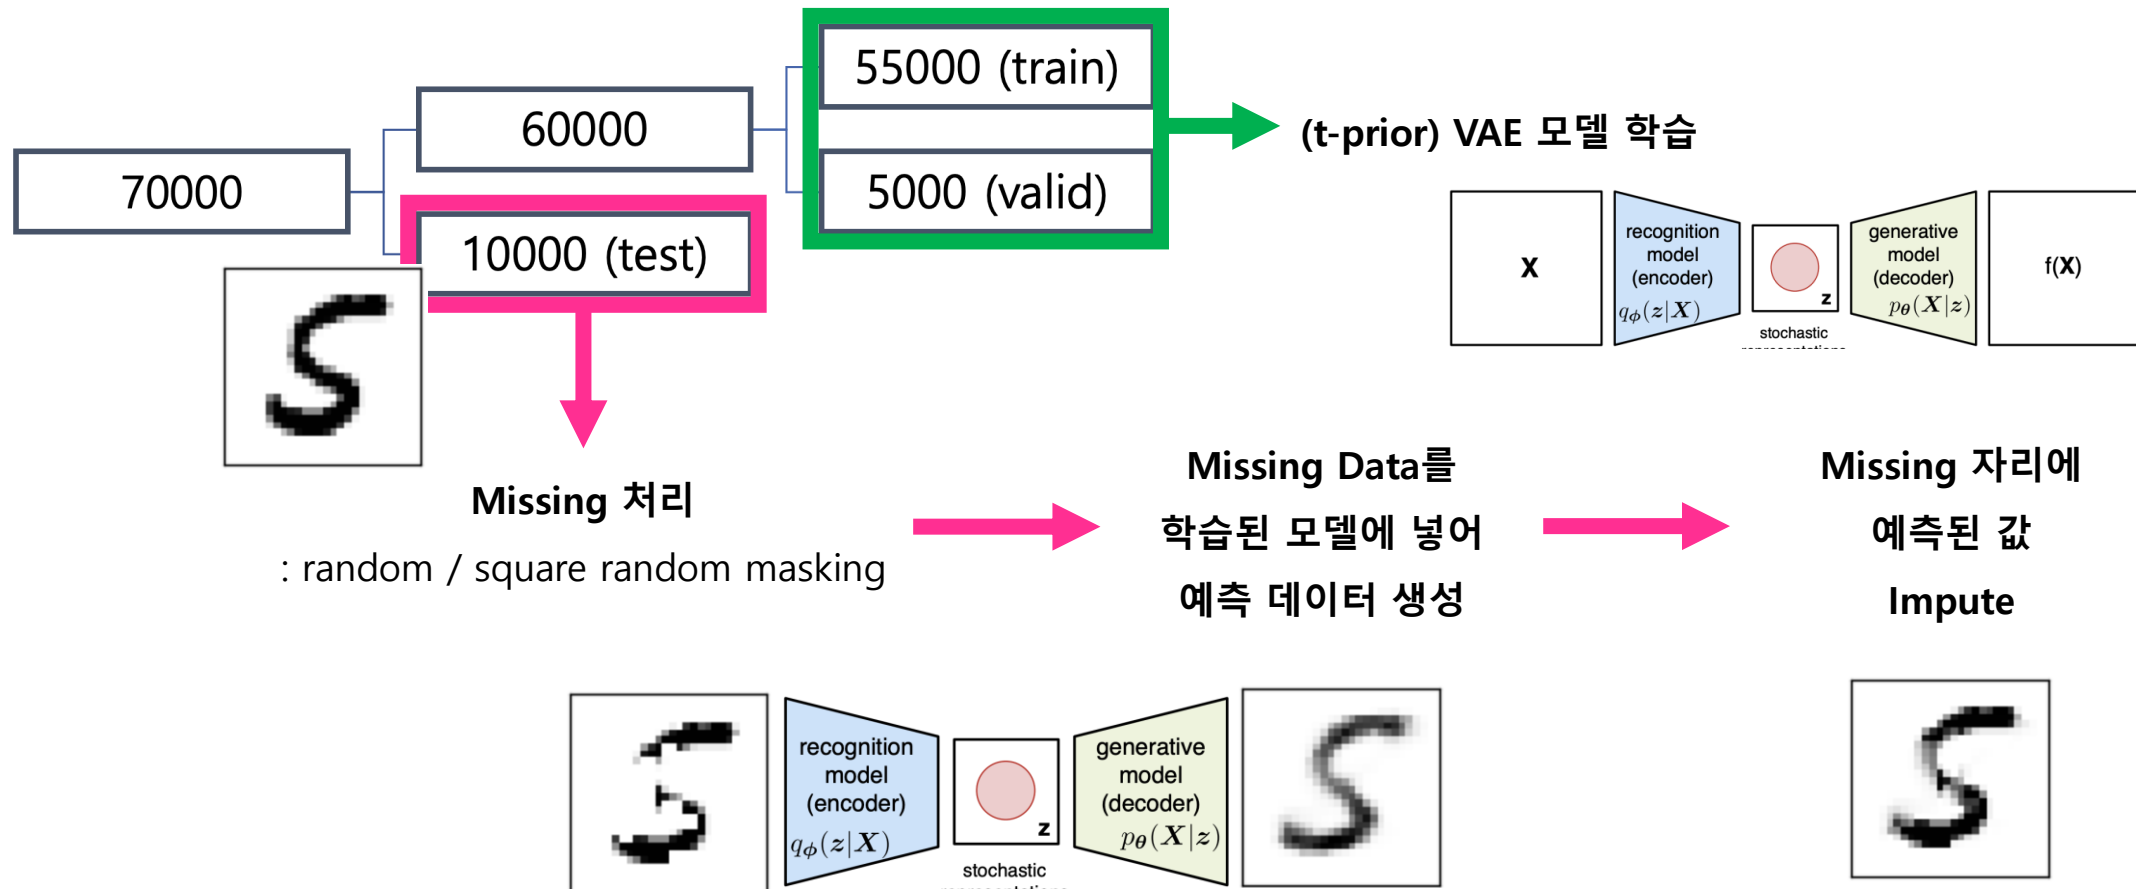 70000
60000
10000 (test)
55000 (train)
5000 (valid)
(t-prior) VAE 모델 학습
X
recognition
model
(encoder)
qϕ(z|X)
z
stochastic
generative
model
(decoder)
pθ(X|z)
f(X)
Missing 처리
: random / square random masking
Missing Data를
학습된 모델에 넣어
예측 데이터 생성
Missing 자리에
예측된 값
Impute
recognition
model
(encoder)
qϕ(z|X)
z
stochastic
generative
model
(decoder)
pθ(X|z)